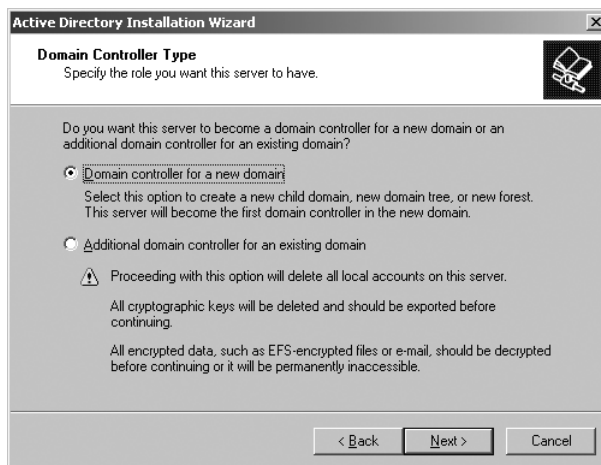 Active Directory Installation Wizard
Domain Controller Type
Specify the role you want this server to have.
Do you want this server to become a domain controller for a new domain or an
additional domain controller for an existing domain?
Domain controller for a new domain
Select this option to create a new child domain, new domain tree, or new forest.
This server will become the first domain controller in the new domain.
Additional domain controller for an existing domain
Proceeding with this option will delete all local accounts on this server.
All cryptographic keys will be deleted and should be exported before
continuing.
All encrypted data, such as EFS-encrypted files or e-mail, should be decrypted
before continuing or it will be permanently inaccessible.
< Back Next > Cancel